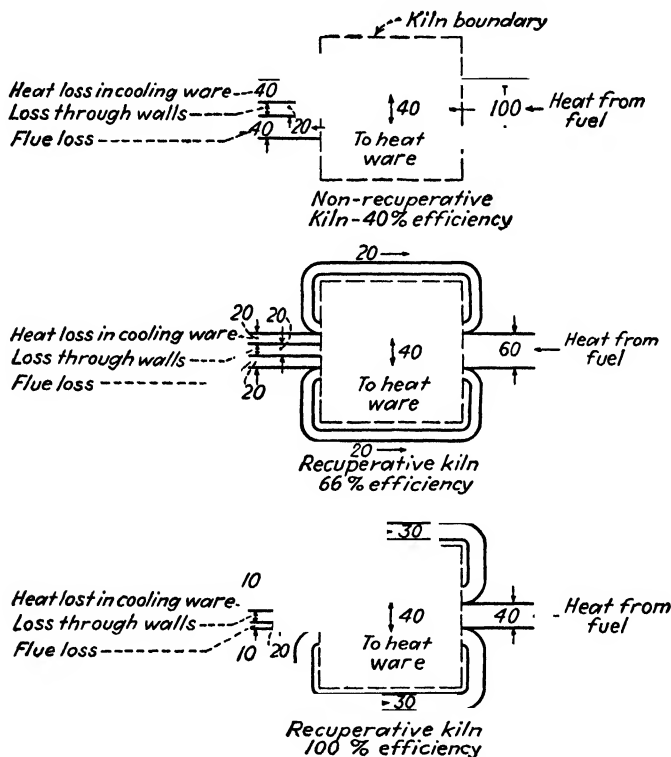 Kiln boundary
Heat loss in cooling ware
40
Loss through walls
20
Flue loss
40
40
To heat
ware
100
Heat from
fuel
Non-recuperative
Kiln-40% efficiency
20
20
20
Heat loss in cooling ware
Loss through walls
Flue loss
20
40
To heat
ware
60
Heat from
fuel
20
Recuperative kiln
66% efficiency
30
10
Heat lost in cooling ware
Loss through walls
Flue loss
10
20
40
To heat
ware
40
Heat from
fuel
30
Recuperative kiln
100% efficiency